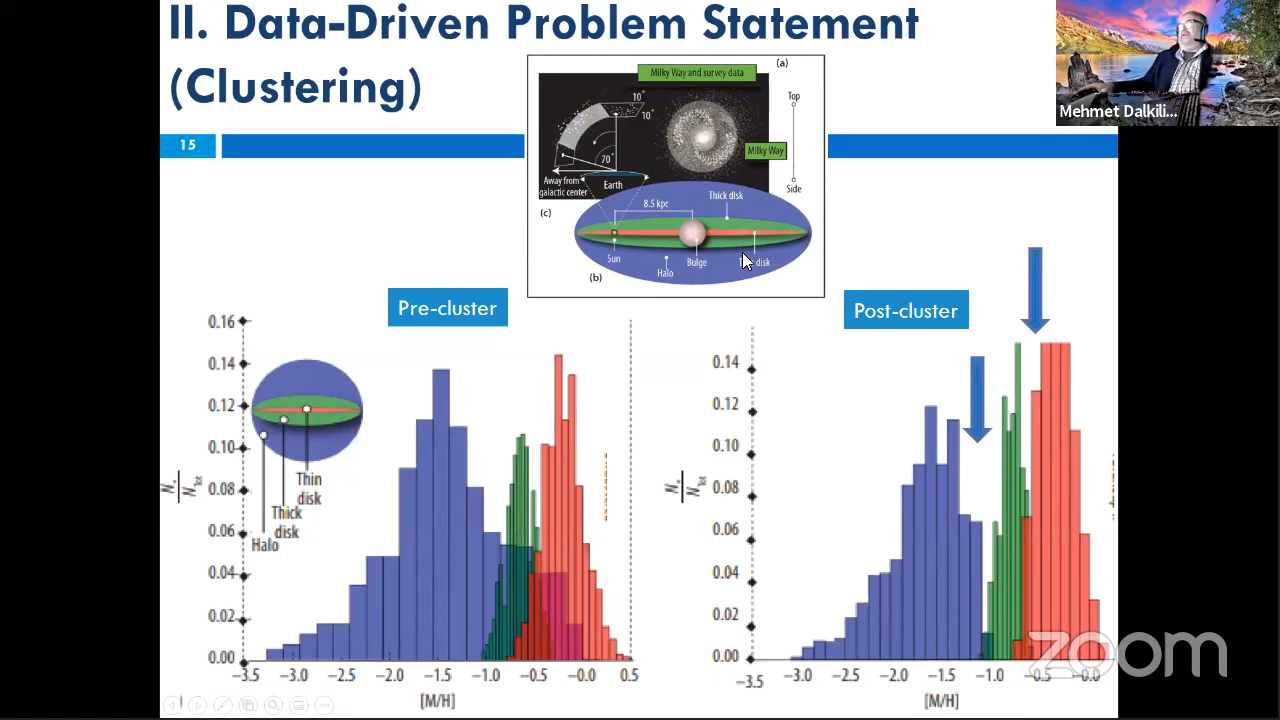 II. Data-Driven Problem Statement
(Clustering)
15
Milky Way and survey data
(a)
10°
10°
70°
Away from
galactic center
Earth
Milky Way
Top
Side
(c)
8.5 kpc
Thick disk
Sun
Halo
Bulge
disk
(b)
Mehmet Dalkili...
Pre-cluster
Post-cluster
0.16
0.14
0.12
0.10
0.08
0.06
0.04
0.02
0.00
Thin
disk
Thick
disk
Halo
N*
NTot
−3.5
−3.0
−2.5
−2.0
−1.5
−1.0
−0.5
−0.0
0.5
[M/H]
0.14
0.12
0.10
0.08
0.06
0.04
0.02
0.00
N*
NTot
−3.5
−3.0
−2.5
−2.0
−1.5
−1.0
−0.5
−0.0
[M/H]
zoom